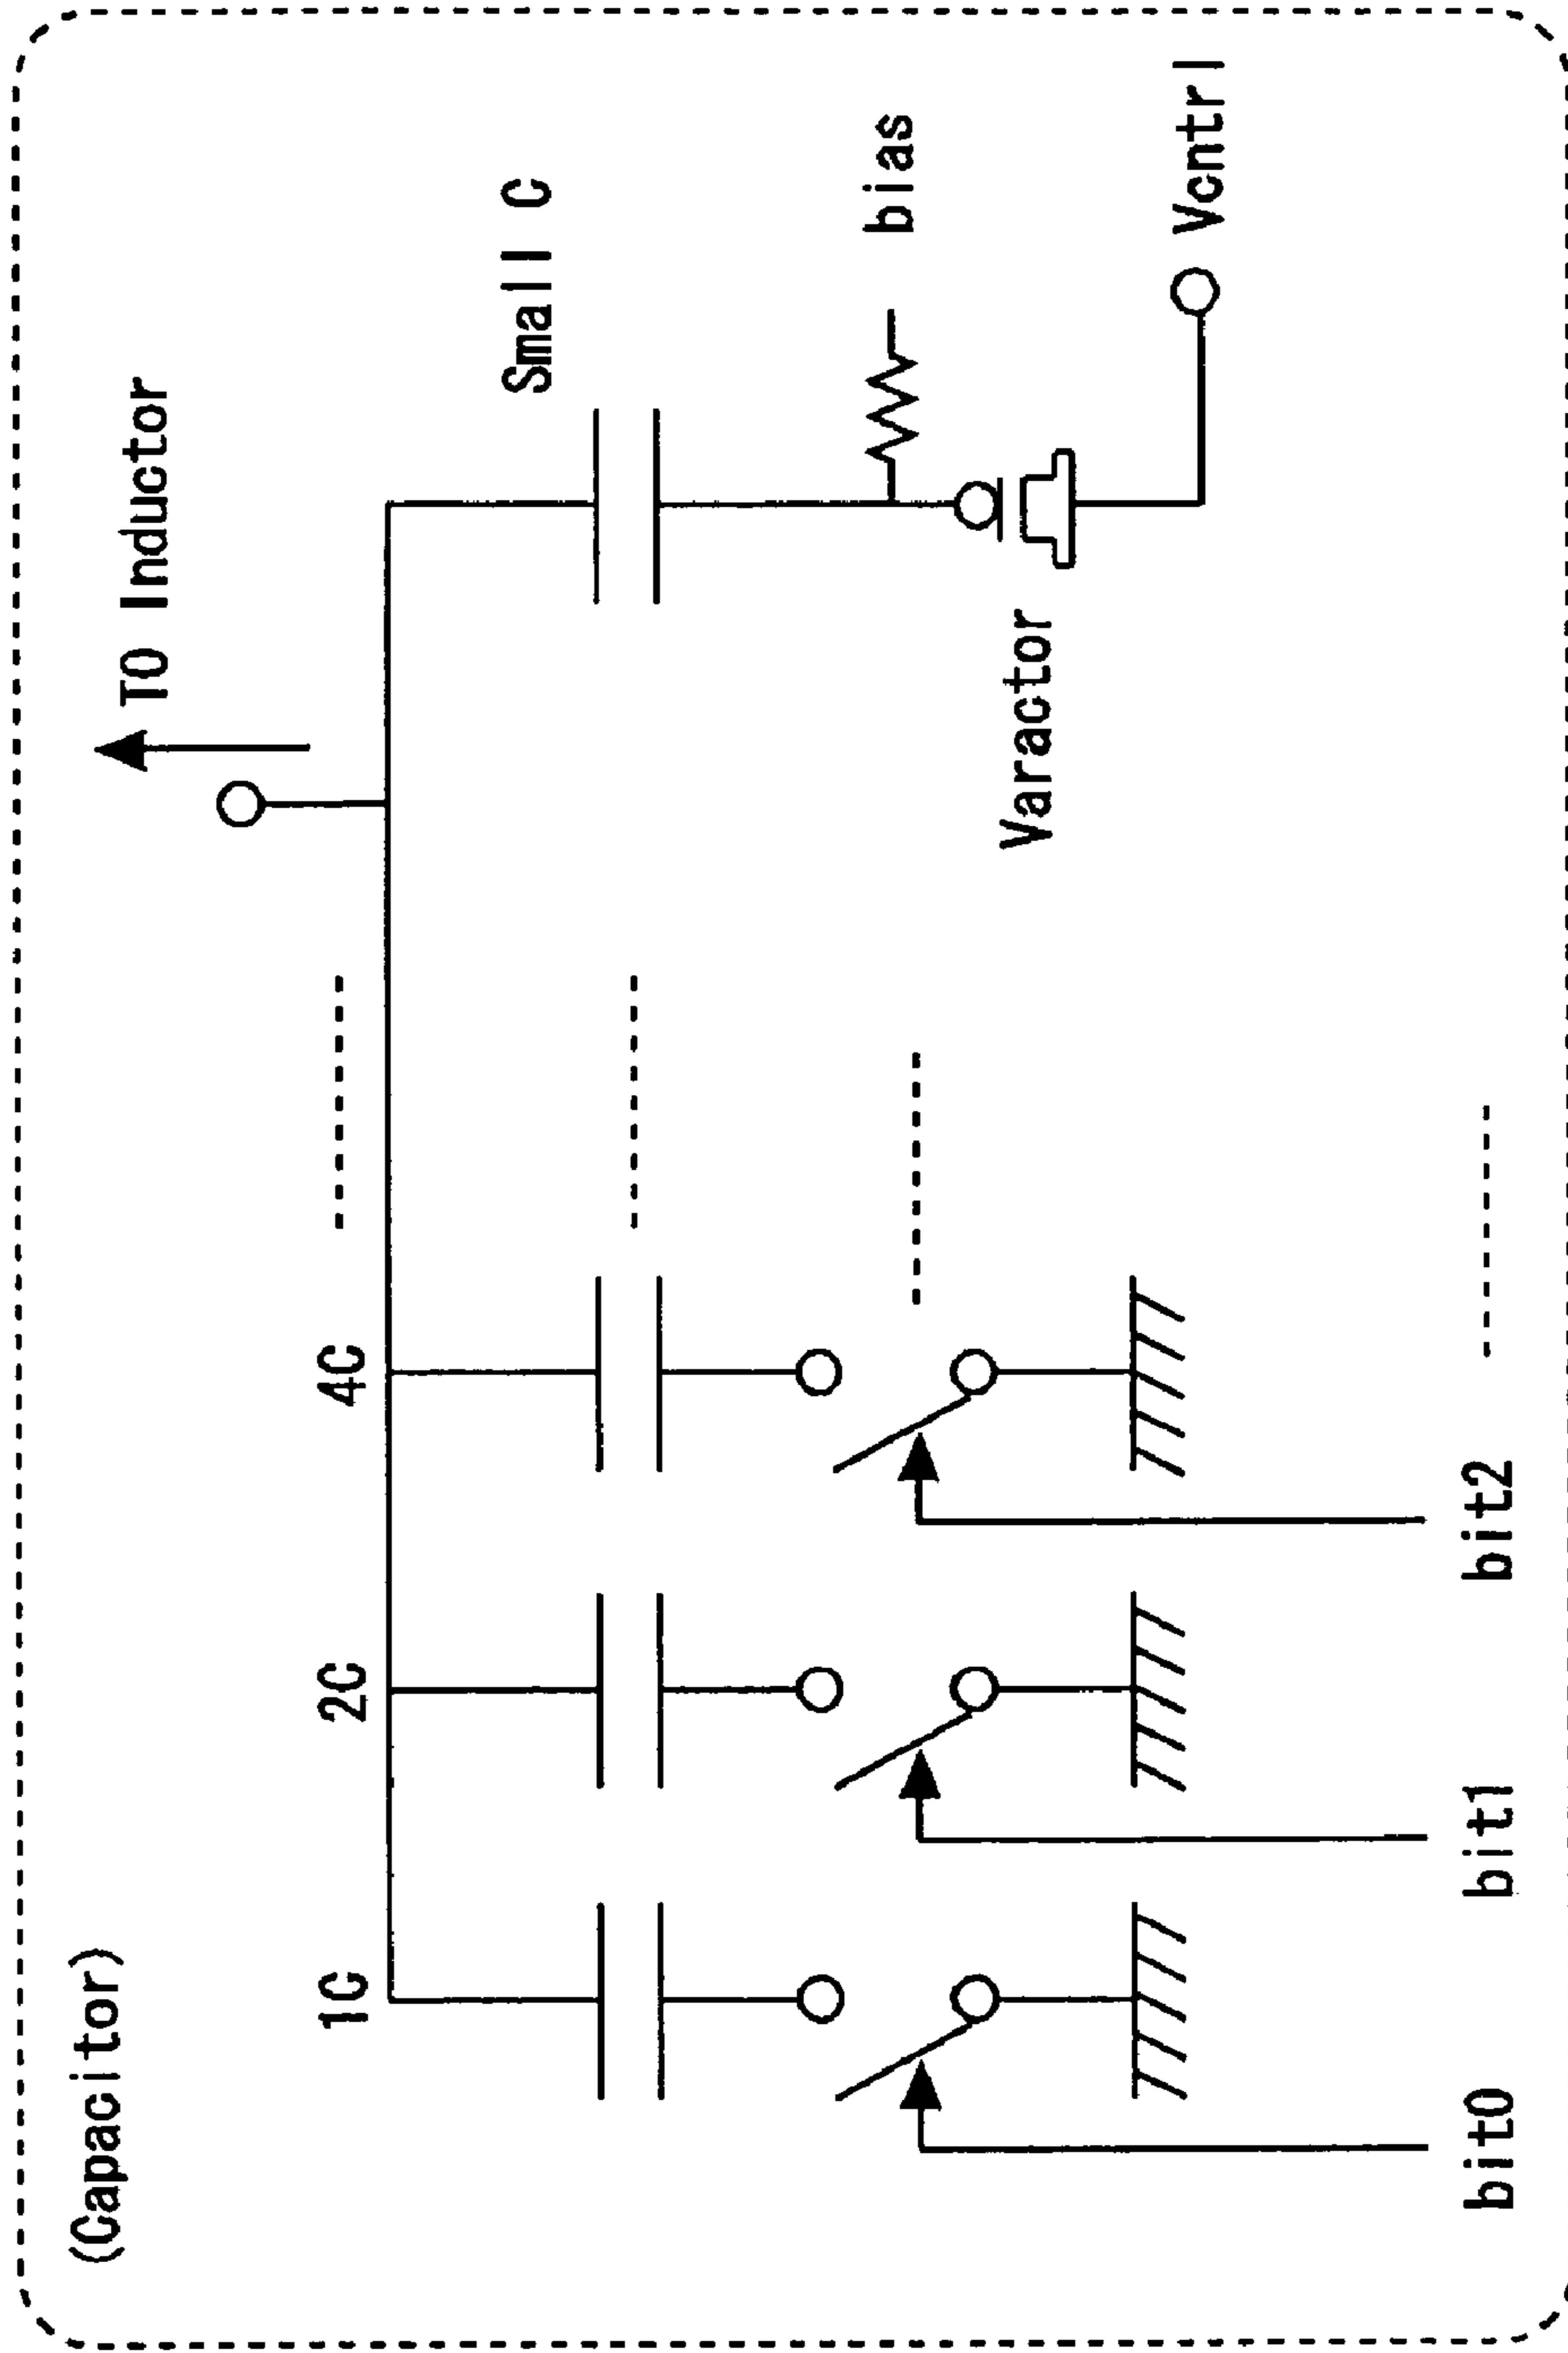 (Capacitor)
TO Inductor
1C
2C
4C
Small C
bias
Varactor
Vcntrl
bit0
bit1
bit2